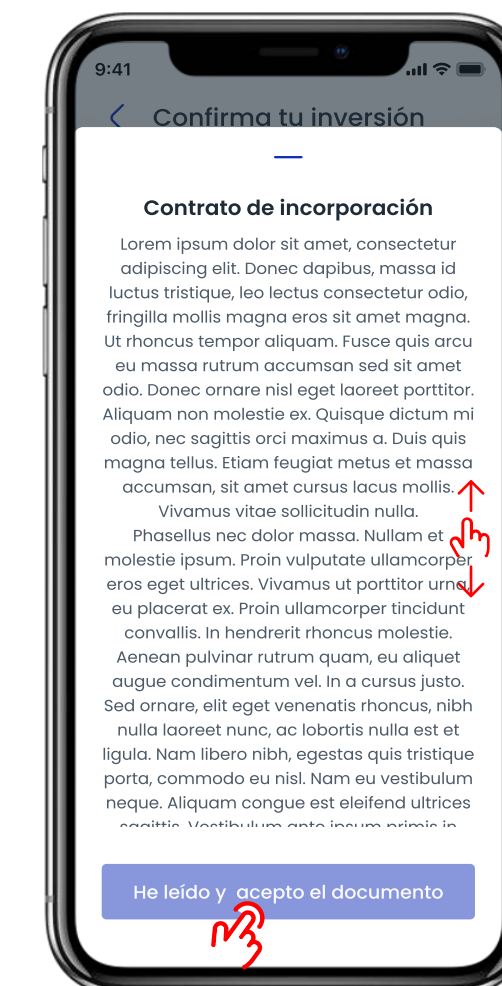 9:41
Confirma tu inversión
Contrato de incorporación
Lorem ipsum dolor sit amet, consectetur
adipiscing elit. Donec dapibus, massa id
luctus tristique, leo lectus consectetur odio,
fringilla mollis magna eros sit amet magna.
Ut rhoncus tempor aliquam. Fusce quis arcu
eu massa rutrum accumsan sed sit amet
odio. Donec ornare nisl eget laoreet porttitor.
Aliquam non molestie ex. Quisque dictum mi
odio, nec sagittis orci maximus a. Duis quis
magna tellus. Etiam feugiat metus et massa
accumsan, sit amet cursus lacus mollis.
Vivamus vitae sollicitudin nulla.
Phasellus nec dolor massa. Nullam et
molestie ipsum. Proin vulputate ullamcorper
eros eget ultrices. Vivamus ut porttitor urna,
eu placerat ex. Proin ullamcorper tincidunt
convallis. In hendrerit rhoncus molestie.
Aenean pulvinar rutrum quam, eu aliquet
augue condimentum vel. In a cursus justo.
Sed ornare, elit eget venenatis rhoncus, nibh
nulla laoreet nunc, ac lobortis nulla est et
ligula. Nam libero nibh, egestas quis tristique
porta, commodo eu nisl. Nam eu vestibulum
neque. Aliquam congue est eleifend ultrices
sagittis. Vestibulum ante ipsum primis in
He leído y  acepto el documento